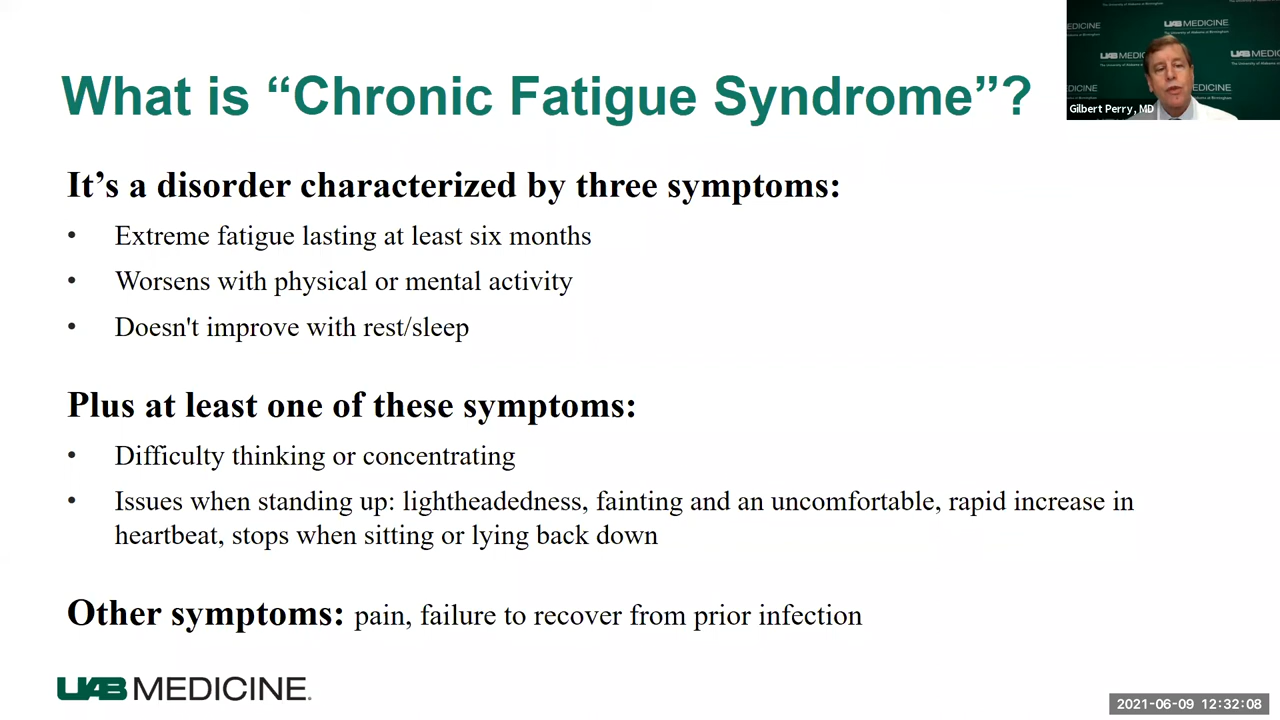 What is “Chronic Fatigue Syndrome”?
UAB MEDICINE
Gilbert Perry, MD
It’s a disorder characterized by three symptoms:
• Extreme fatigue lasting at least six months
• Worsens with physical or mental activity
• Doesn't improve with rest/sleep
Plus at least one of these symptoms:
• Difficulty thinking or concentrating
• Issues when standing up: lightheadedness, fainting and an uncomfortable, rapid increase in
heartbeat, stops when sitting or lying back down
Other symptoms: pain, failure to recover from prior infection
UAB MEDICINE.
2021-06-09 12:32:08